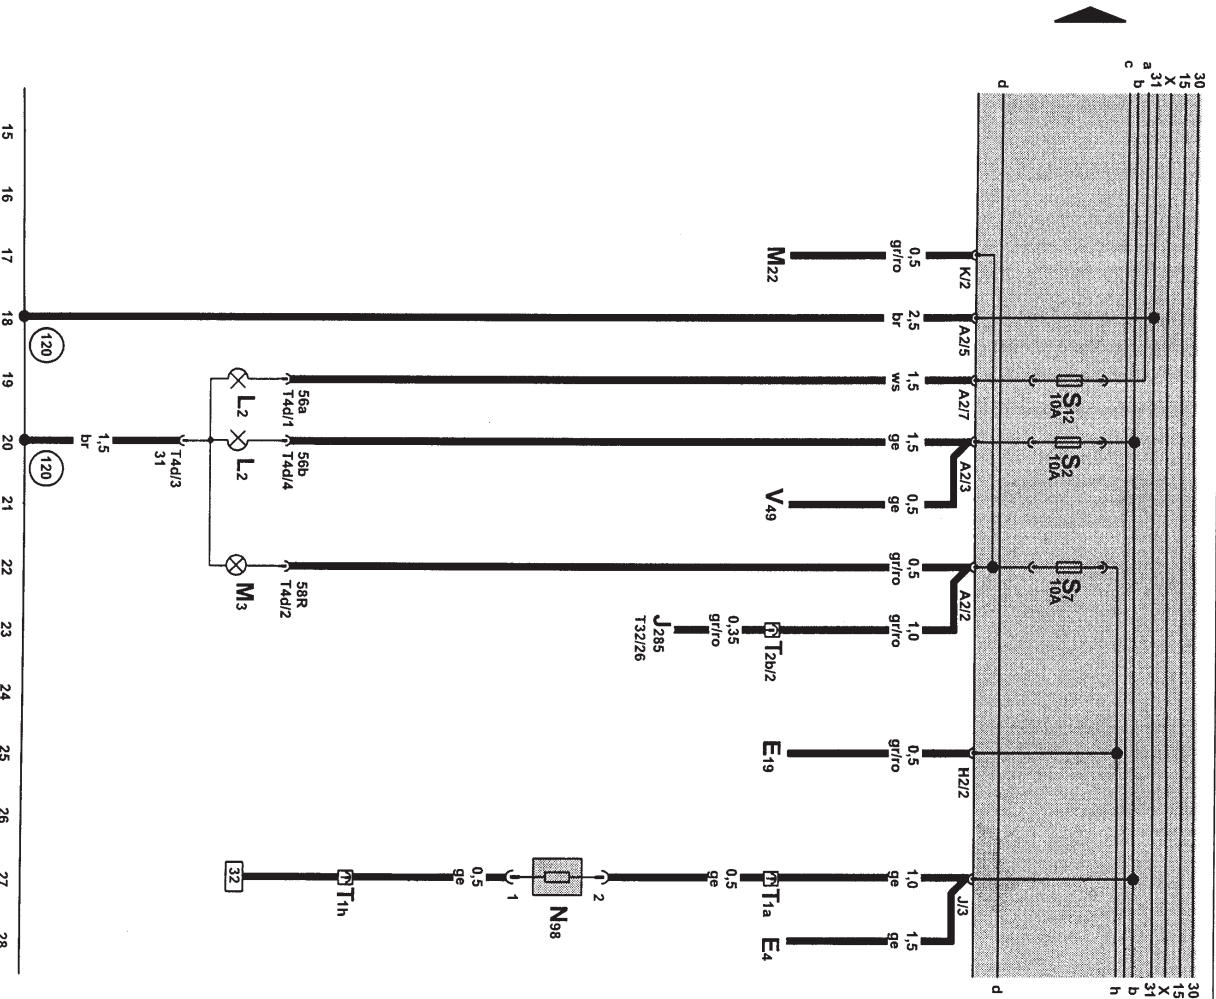 30 30
15 15
X X
31 31
a
b b
c h
d d
S12 S2 S7
10A 10A 10A
K/2 A2/5 A2/7 A2/3 A2/2 H2/2 J/3
0,5 2,5 1,5 1,5 0,5 0,5 1,0 0,5 1,0 1,5
gr/ro br ws ge ge gr/ro gr/ro gr/ro ge ge
M22 V49 T2b/2 E19 T1a E4
0,35 0,5
gr/ro ge
J285
T32/26
2
N98
1
0,5
ge
T1h
56a 56b 58R
T4d/1 T4d/4 T4d/2
L2 L2 M3
32
T4d/3
31
1,5
br
120 120
15 16 17 18 19 20 21 22 23 24 25 26 27 28